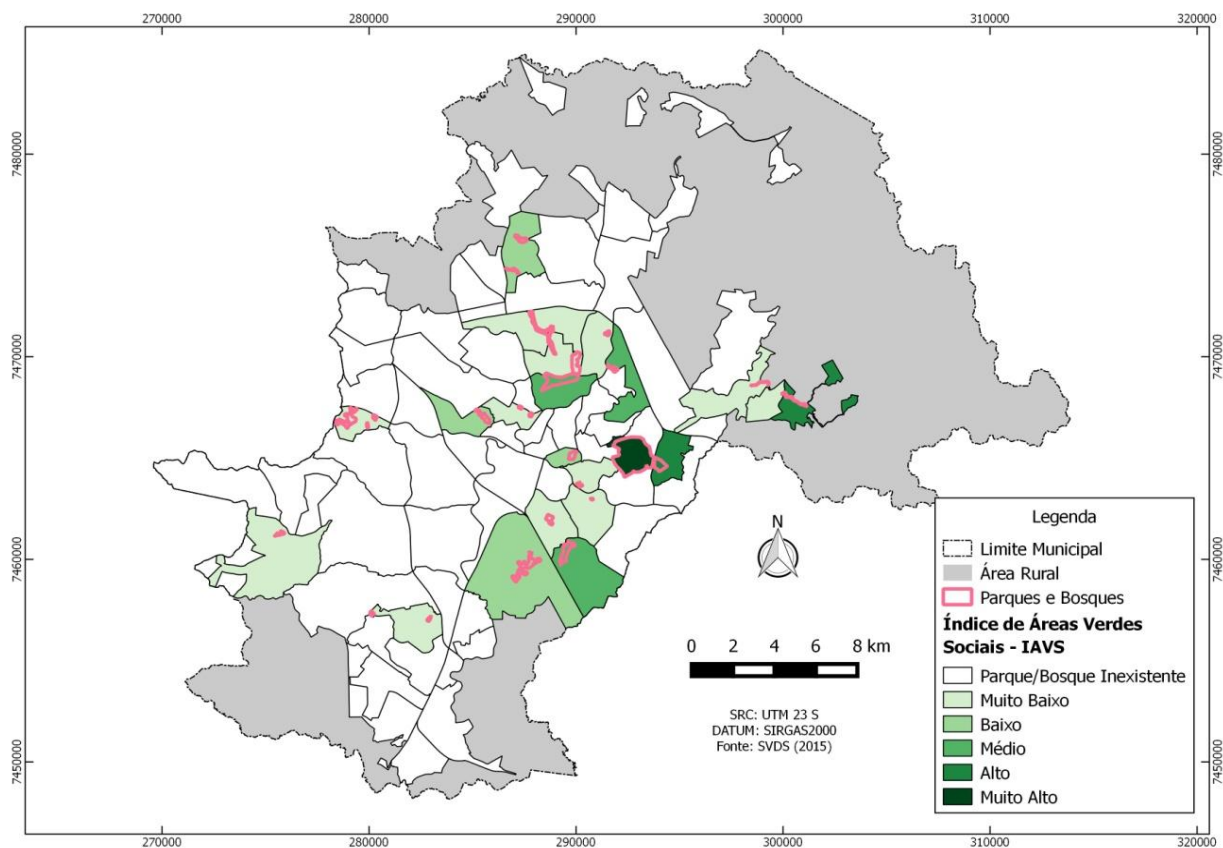 270000 280000 290000 300000 310000 320000
7480000 7480000
7470000 7470000
7460000 7460000
7450000 7450000
N
0 2 4 6 8 km
SRC: UTM 23 S
DATUM: SIRGAS2000
Fonte: SVDS (2015)
Legenda
Limite Municipal
Área Rural
Parques e Bosques
Índice de Áreas Verdes
Sociais - IAVS
Parque/Bosque Inexistente
Muito Baixo
Baixo
Médio
Alto
Muito Alto
270000 280000 290000 300000 310000 320000